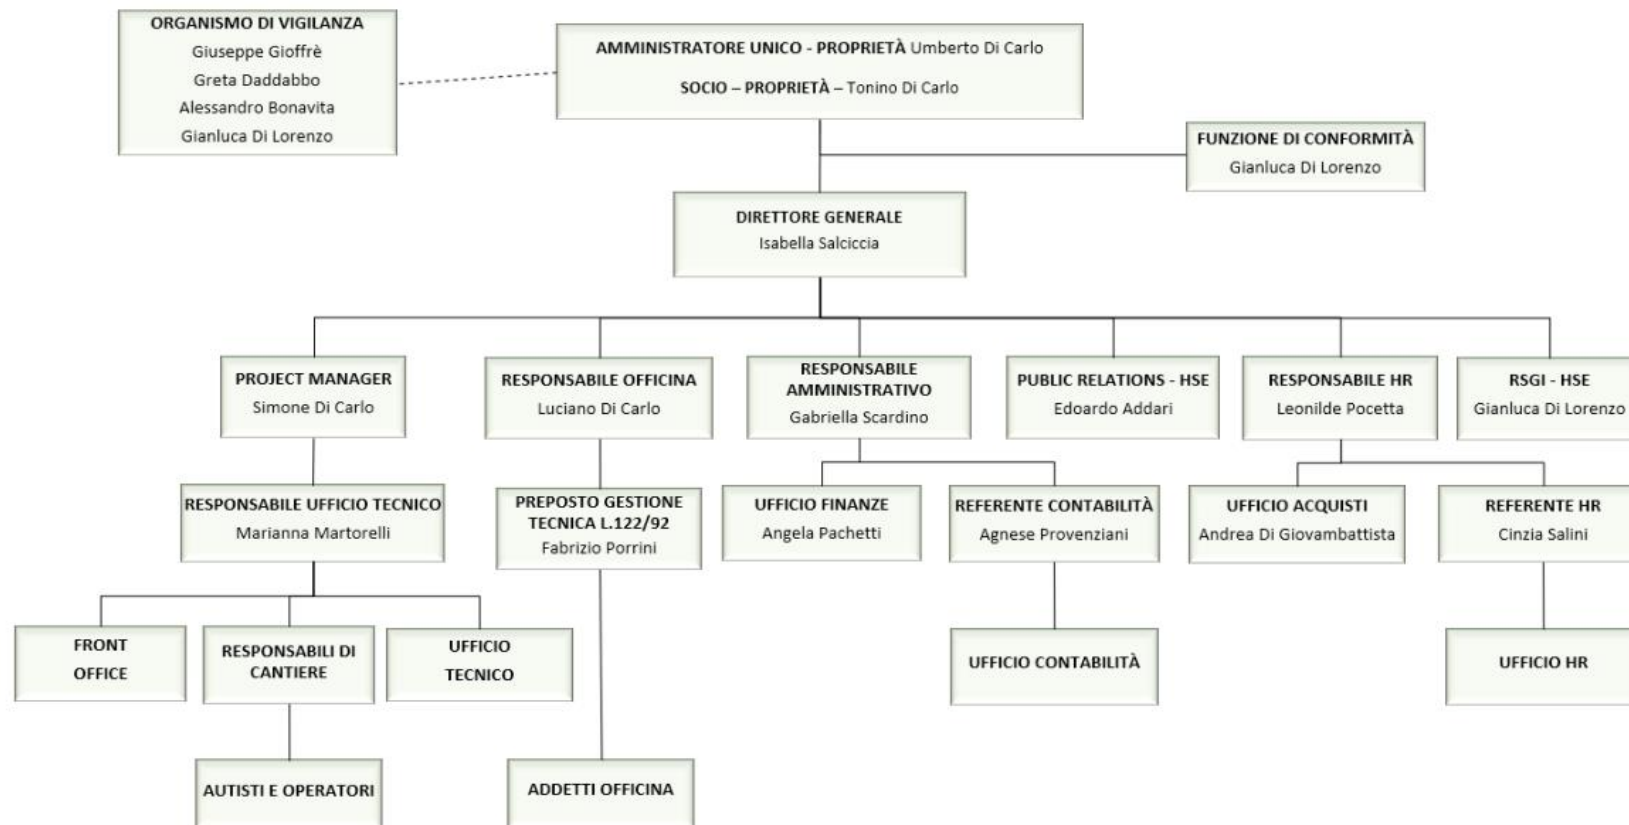 ORGANISMO DI VIGILANZA
Giuseppe Gioffrè
Greta Daddabbo
Alessandro Bonavita
Gianluca Di Lorenzo
AMMINISTRATORE UNICO - PROPRIETÀ Umberto Di Carlo
SOCIO – PROPRIETÀ – Tonino Di Carlo
FUNZIONE DI CONFORMITÀ
Gianluca Di Lorenzo
DIRETTORE GENERALE
Isabella Salciccia
PROJECT MANAGER
Simone Di Carlo
RESPONSABILE OFFICINA
Luciano Di Carlo
RESPONSABILE
AMMINISTRATIVO
Gabriella Scardino
PUBLIC RELATIONS - HSE
Edoardo Addari
RESPONSABILE HR
Leonilde Pocetta
RSGI - HSE
Gianluca Di Lorenzo
RESPONSABILE UFFICIO TECNICO
Marianna Martorelli
PREPOSTO GESTIONE
TECNICA L.122/92
Fabrizio Porrini
UFFICIO FINANZE
Angela Pachetti
REFERENTE CONTABILITÀ
Agnese Provenziani
UFFICIO ACQUISTI
Andrea Di Giovambattista
REFERENTE HR
Cinzia Salini
FRONT
OFFICE
RESPONSABILI DI
CANTIERE
UFFICIO
TECNICO
UFFICIO CONTABILITÀ
UFFICIO HR
AUTISTI E OPERATORI
ADDETTI OFFICINA